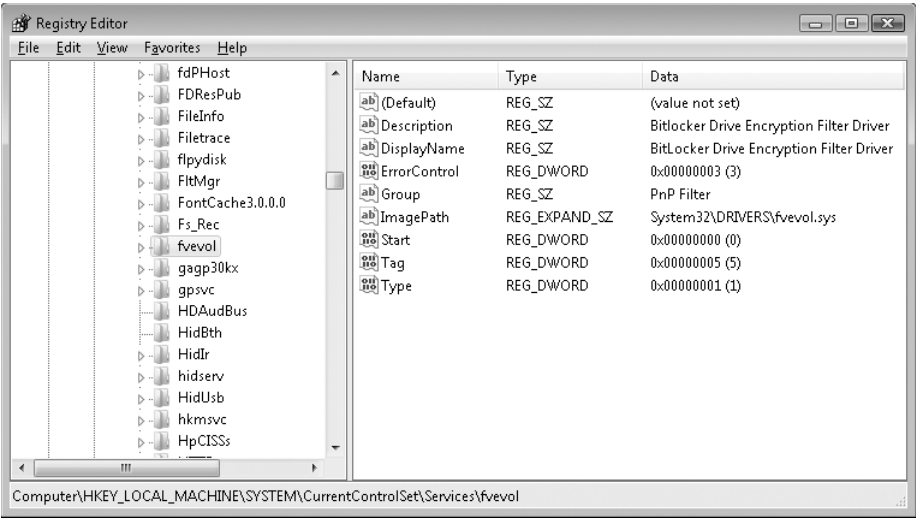 Registry Editor
File Edit View Favorites Help
fdPHost
FDResPub
FileInfo
Filetrace
flpydisk
FltMgr
FontCache3.0.0.0
Fs_Rec
fvevol
gagp30kx
gpsvc
HDAudBus
HidBth
HidIr
hidserv
HidUsb
hkmsvc
HpCISSs
Name Type Data
(Default) REG_SZ (value not set)
Description REG_SZ Bitlocker Drive Encryption Filter Driver
DisplayName REG_SZ BitLocker Drive Encryption Filter Driver
ErrorControl REG_DWORD 0x00000003 (3)
Group REG_SZ PnP Filter
ImagePath REG_EXPAND_SZ System32\DRIVERS\fvevol.sys
Start REG_DWORD 0x00000000 (0)
Tag REG_DWORD 0x00000005 (5)
Type REG_DWORD 0x00000001 (1)
Computer\HKEY_LOCAL_MACHINE\SYSTEM\CurrentControlSet\Services\fvevol